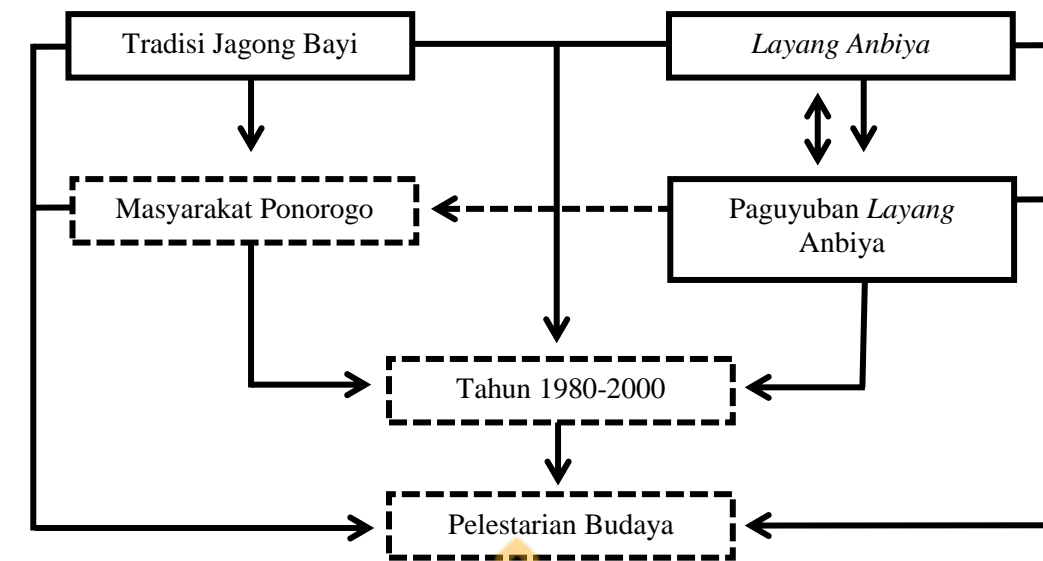 Tradisi Jagong Bayi
Layang Anbiya
Masyarakat Ponorogo
Paguyuban Layang
Anbiya
Tahun 1980-2000
Pelestarian Budaya